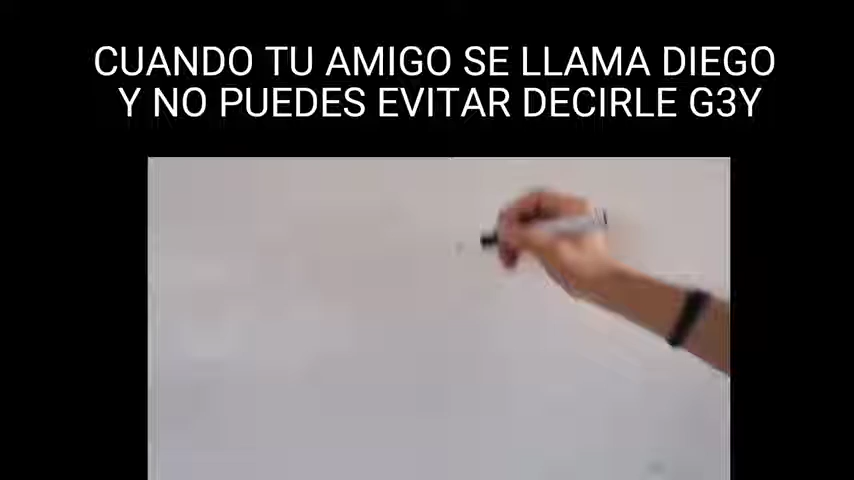 CUANDO TU AMIGO SE LLAMA DIEGO
Y NO PUEDES EVITAR DECIRLE G3Y